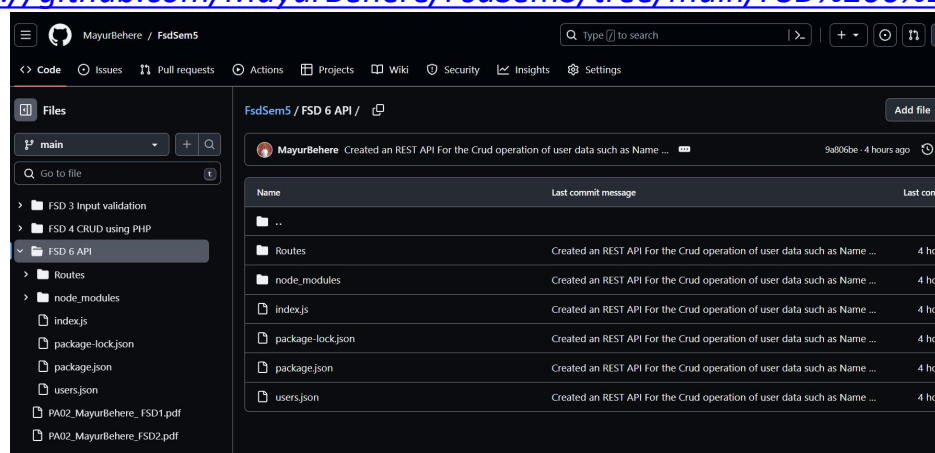 //github.com/MayurBehere/FsdSem5/tree/main/FSD%206%2
MayurBehere / FsdSem5
Type / to search
Code Issues Pull requests Actions Projects Wiki Security Insights Settings
Files
FsdSem5 / FSD 6 API /
Add file
main
MayurBehere Created an REST API For the Crud operation of user data such as Name ...
9a806be · 4 hours ago
Go to file t
Name Last commit message Last con
FSD 3 Input validation
..
FSD 4 CRUD using PHP
FSD 6 API
Routes Created an REST API For the Crud operation of user data such as Name ... 4 ho
Routes
node_modules Created an REST API For the Crud operation of user data such as Name ... 4 ho
node_modules
index.js Created an REST API For the Crud operation of user data such as Name ... 4 ho
index.js
package-lock.json Created an REST API For the Crud operation of user data such as Name ... 4 ho
package-lock.json
package.json Created an REST API For the Crud operation of user data such as Name ... 4 ho
package.json
users.json Created an REST API For the Crud operation of user data such as Name ... 4 ho
users.json
PA02_MayurBehere_ FSD1.pdf
PA02_MayurBehere_FSD2.pdf